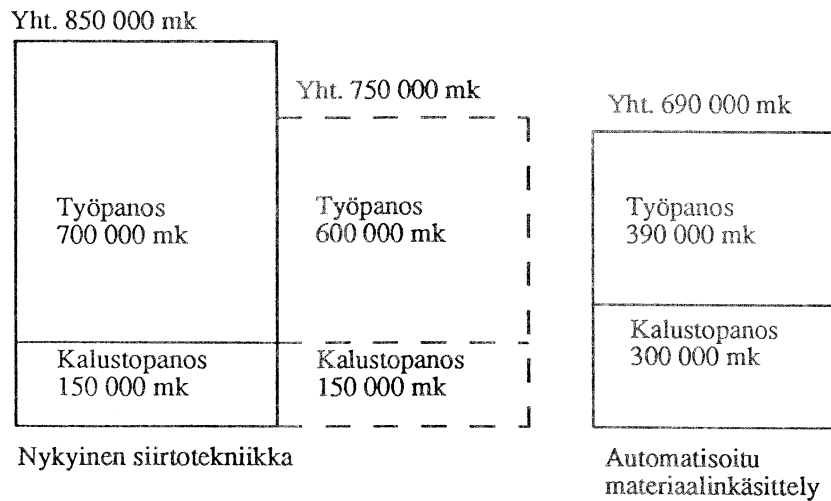 Yht. 850 000 mk
Yht. 750 000 mk
Yht. 690 000 mk
Työpanos
700 000 mk
Työpanos
600 000 mk
Työpanos
390 000 mk
Kalustopanos
150 000 mk
Kalustopanos
150 000 mk
Kalustopanos
300 000 mk
Nykyinen siirtotekniikka
Automatisoitu
materiaalinkäsittely